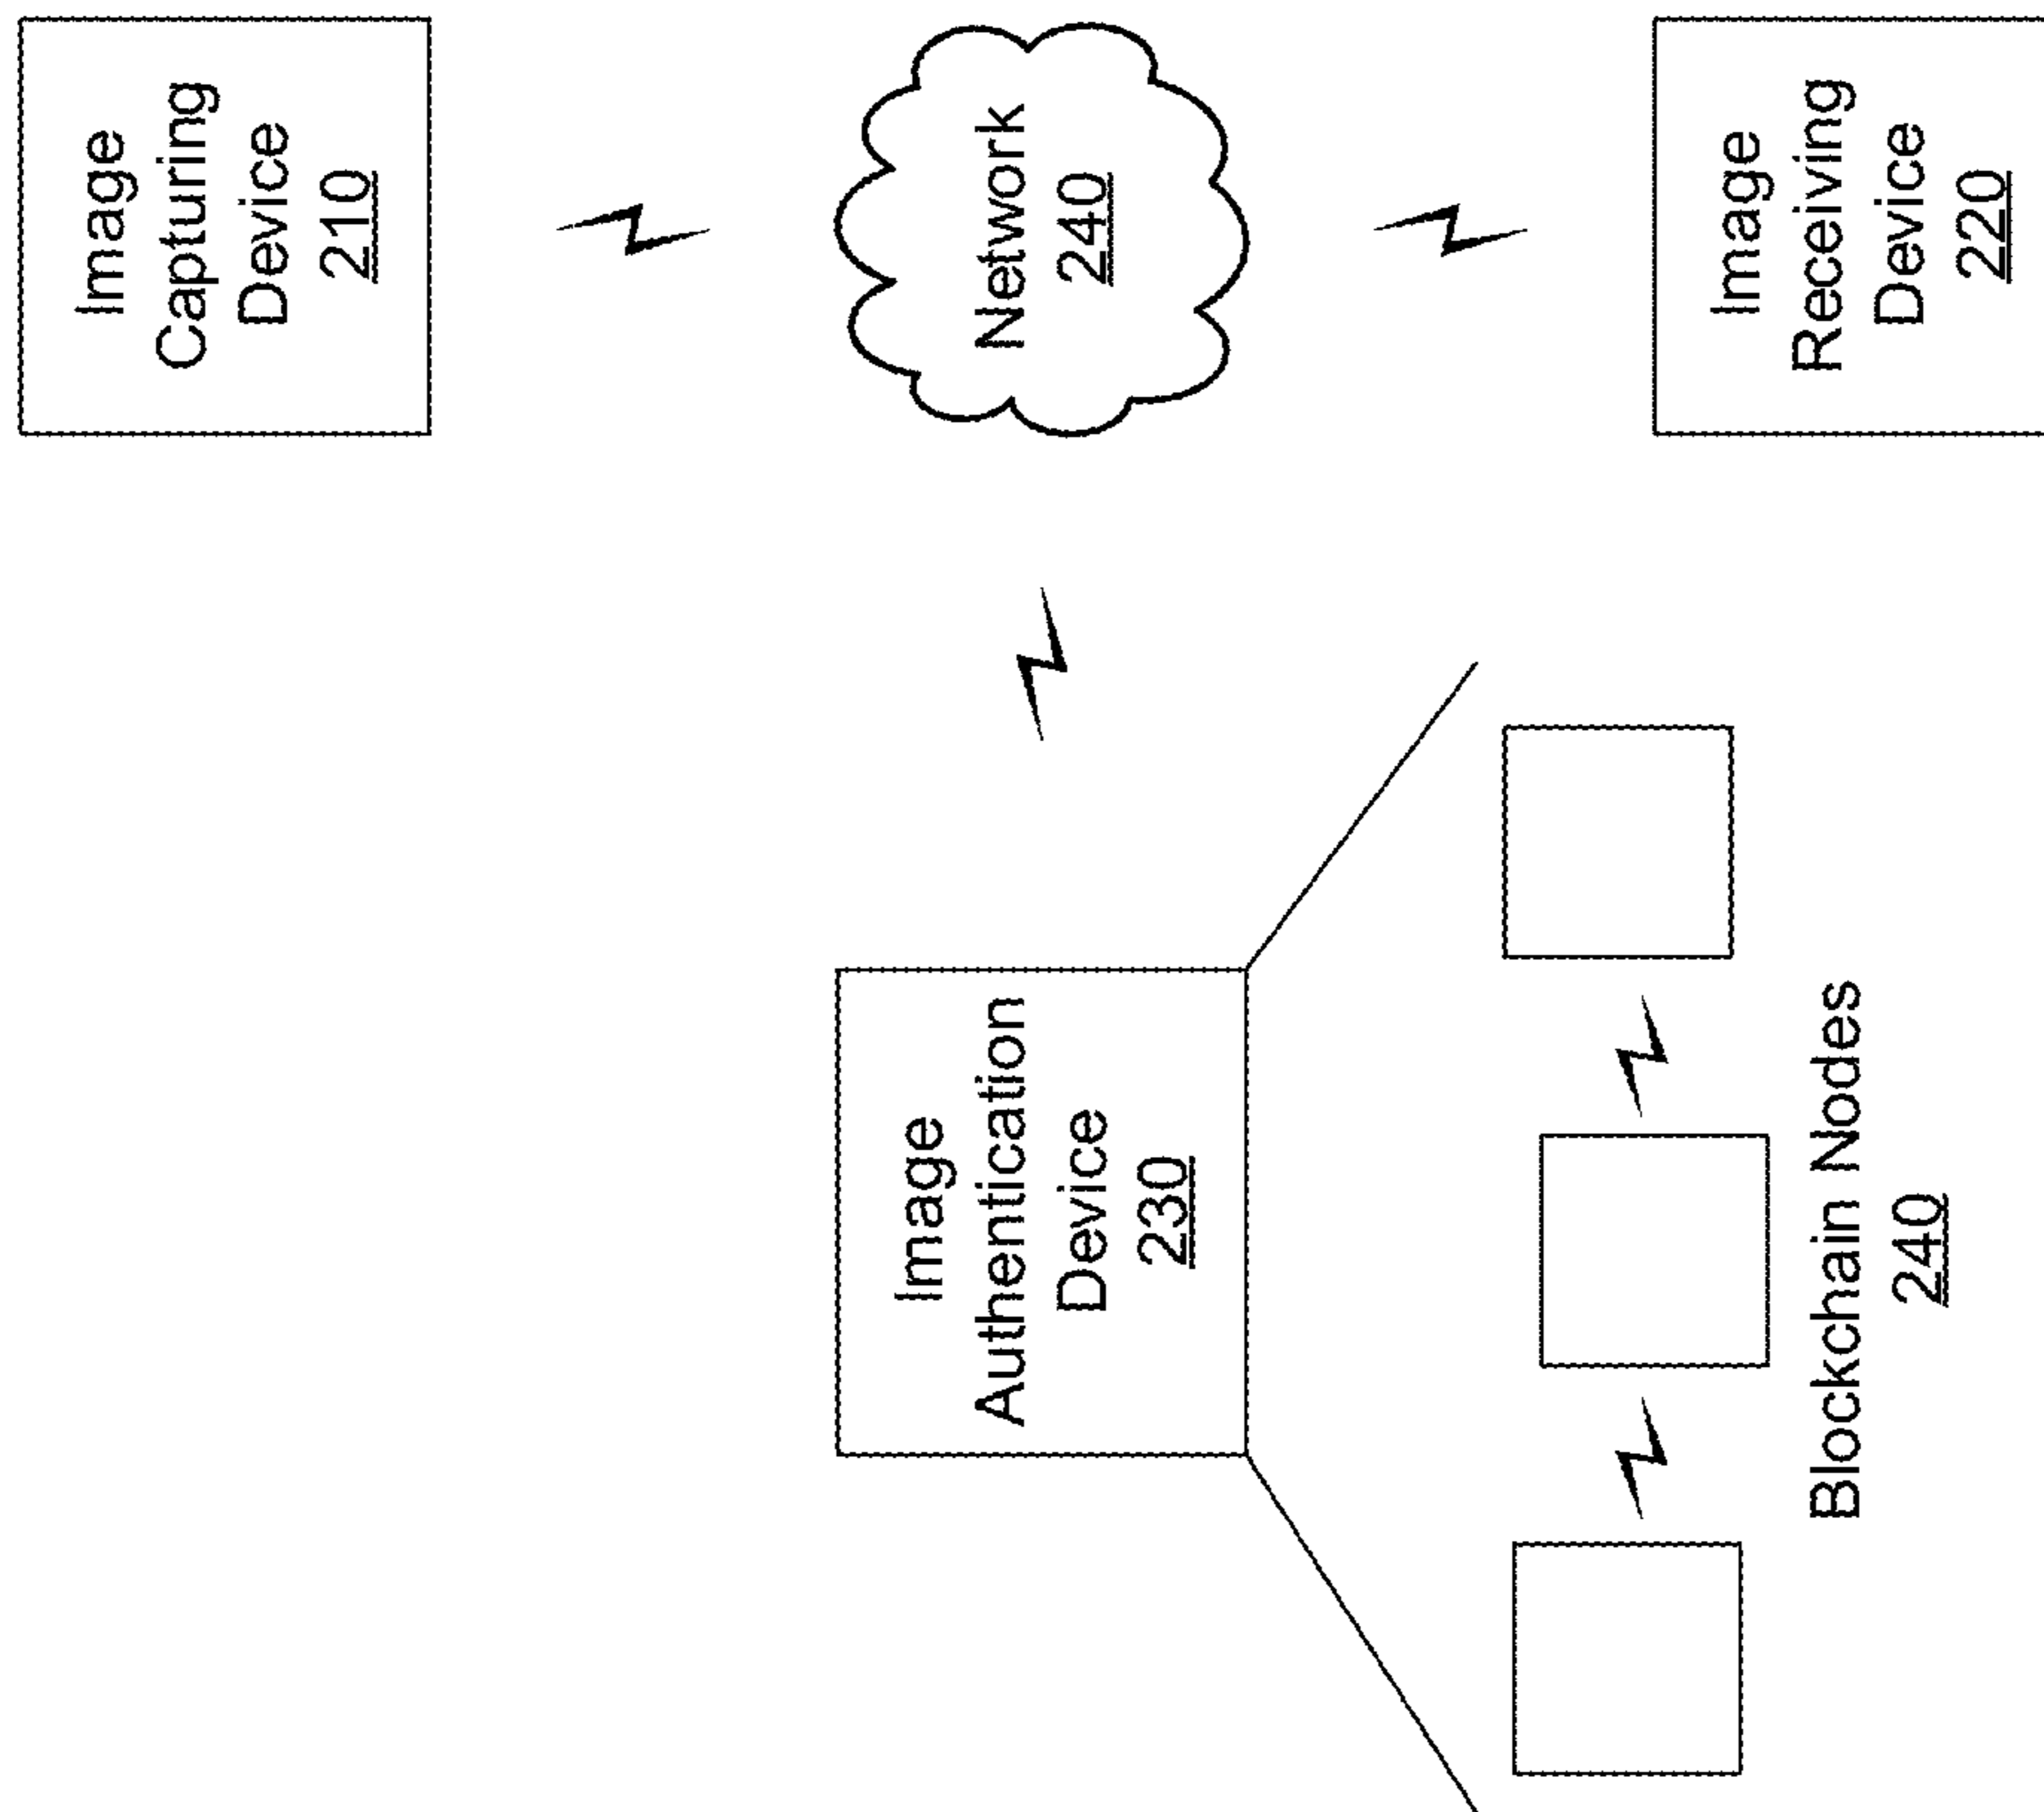 Image
Capturing
Device
210
Network
240
Image
Receiving
Device
220
Image
Authentication
Device
230
Blockchain Nodes
240